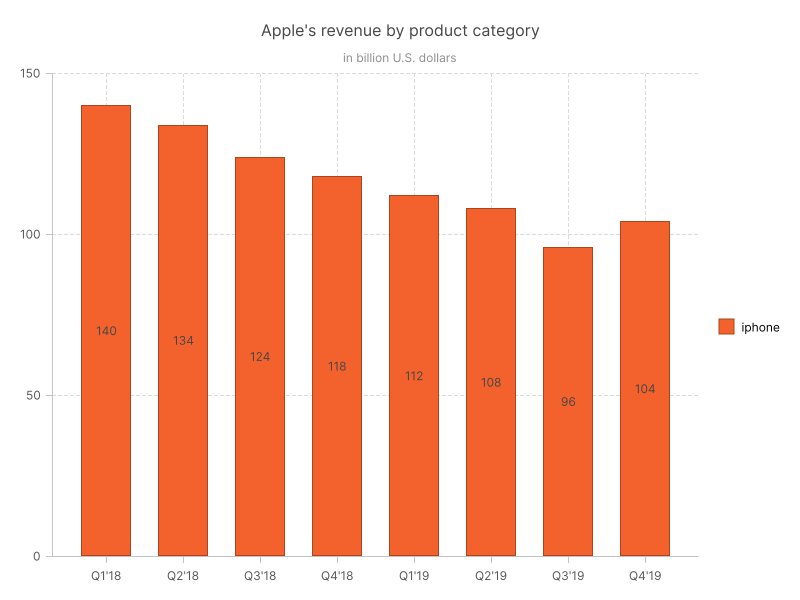 Apple's revenue by product category
in billion U.S. dollars
150
100
50
0
140
134
124
118
112
108
96
104
Q1'18
Q2'18
Q3'18
Q4'18
Q1'19
Q2'19
Q3'19
Q4'19
iphone